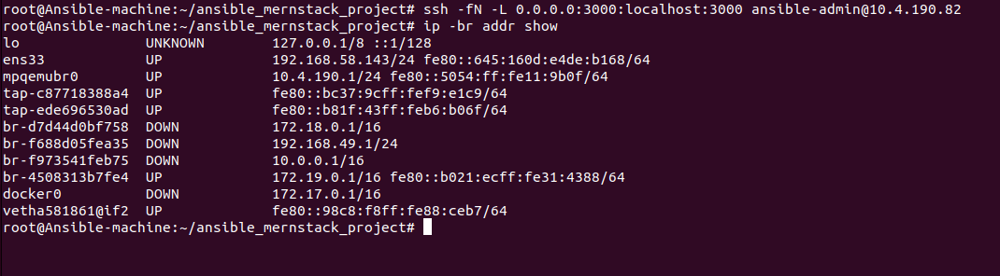 root@Ansible-machine:~/ansible_mernstack_project# ssh -fN -L 0.0.0.0:3000:localhost:3000 ansible-admin@10.4.190.82
root@Ansible-machine:~/ansible_mernstack_project# ip -br addr show
lo UNKNOWN 127.0.0.1/8 ::1/128
ens33 UP 192.168.58.143/24 fe80::645:160d:e4de:b168/64
mpqemubr0 UP 10.4.190.1/24 fe80::5054:ff:fe11:9b0f/64
tap-c87718388a4 UP fe80::bc37:9cff:fef9:e1c9/64
tap-ede696530ad UP fe80::b81f:43ff:feb6:b06f/64
br-d7d44d0bf758 DOWN 172.18.0.1/16
br-f688d05fea35 DOWN 192.168.49.1/24
br-f973541feb75 DOWN 10.0.0.1/16
br-4508313b7fe4 UP 172.19.0.1/16 fe80::b021:ecff:fe31:4388/64
docker0 DOWN 172.17.0.1/16
vetha581861@if2 UP fe80::98c8:f8ff:fe88:ceb7/64
root@Ansible-machine:~/ansible_mernstack_project#